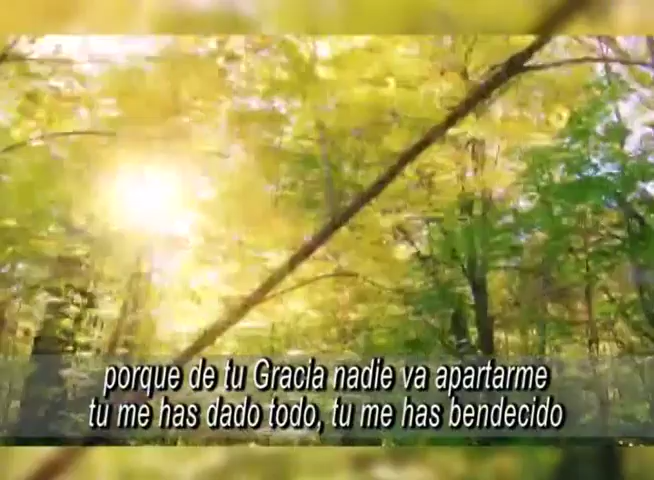 porque de tu Gracia nadie va apartarme
tu me has dado todo, tu me has bendecido